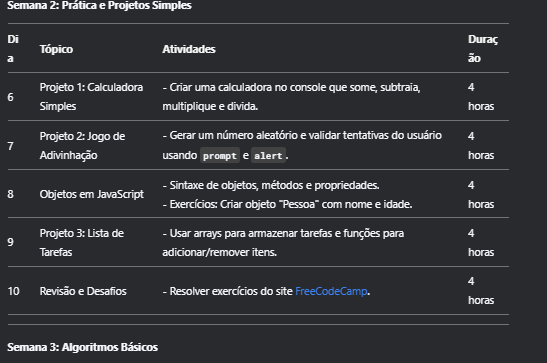 Semana 2: Prática e Projetos Simples
Di
a
Tópico
Atividades
Duraç
ão
6
Projeto 1: Calculadora
Simples
- Criar uma calculadora no console que some, subtraia,
multiplique e divida.
4
horas
7
Projeto 2: Jogo de
Adivinhação
- Gerar um número aleatório e validar tentativas do usuário
usando prompt e alert.
4
horas
8
Objetos em JavaScript
- Sintaxe de objetos, métodos e propriedades.
- Exercícios: Criar objeto "Pessoa" com nome e idade.
4
horas
9
Projeto 3: Lista de
Tarefas
- Usar arrays para armazenar tarefas e funções para
adicionar/remover itens.
4
horas
10
Revisão e Desafios
- Resolver exercícios do site FreeCodeCamp.
4
horas
Semana 3: Algoritmos Básicos